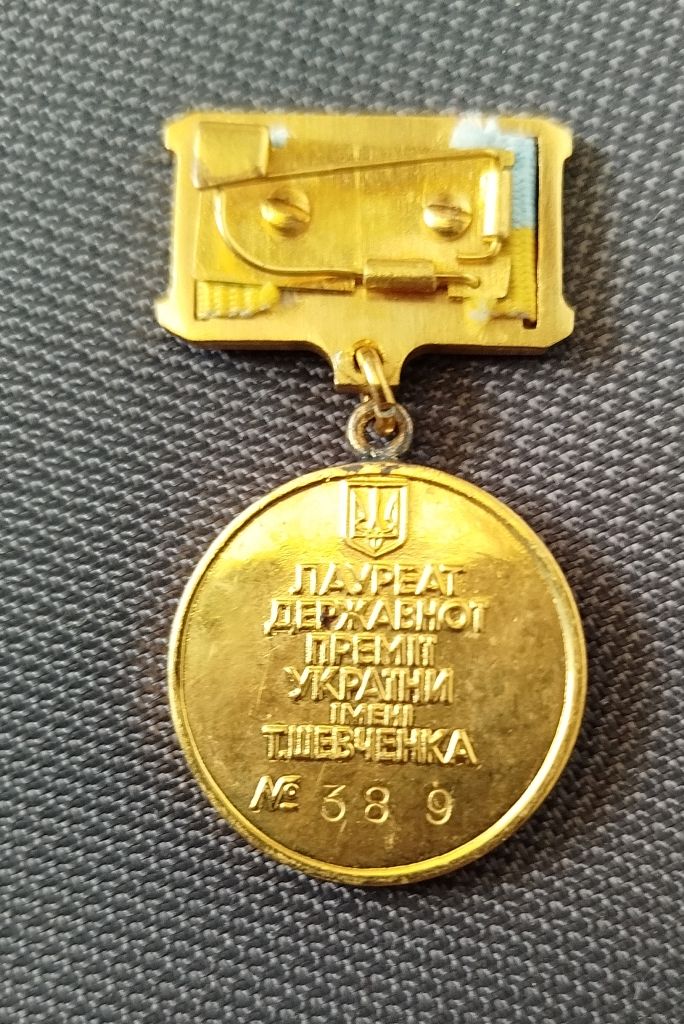 ЛАУРЕАТ
ДЕРЖАВНОЇ
ПРЕМІЇ
УКРАЇНИ
ІМЕНІ
Т.ШЕВЧЕНКА
№ 389